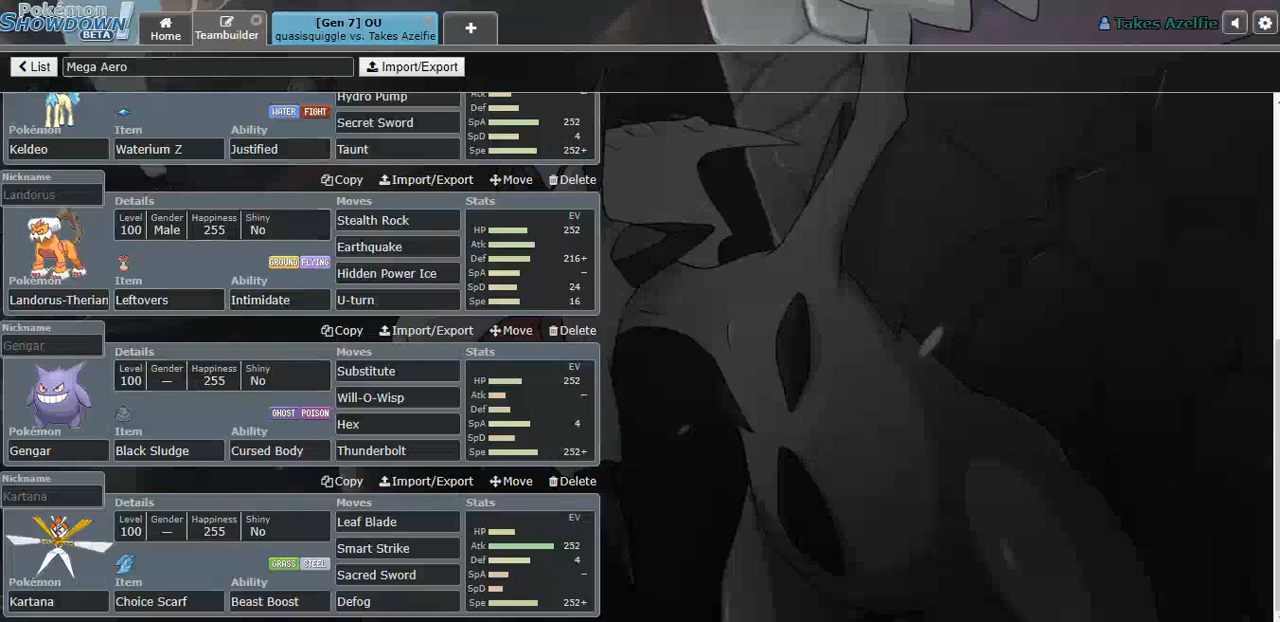 Pokémon
SHOWDOWN
BETA
Home
Teambuilder
[Gen 7] OU
quasisquiggle vs. Takes Azelfie
+
Takes Azelfie
List
Mega Aero
Import/Export
Atk –
Def
SpA 252
SpD 4
Spe 252+
Hydro Pump
Secret Sword
Taunt
WATER FIGHT
Pokémon Item Ability
Keldeo Waterium Z Justified
Nickname Copy Import/Export Move Delete
Landorus Details Moves Stats
Level Gender Happiness Shiny
100 Male 255 No
Stealth Rock
Earthquake
Hidden Power Ice
U-turn
EV
HP 252
Atk
Def 216+
SpA –
SpD 24
Spe 16
GROUND FLYING
Pokémon Item Ability
Landorus-Therian Leftovers Intimidate
Nickname Copy Import/Export Move Delete
Gengar Details Moves Stats
Level Gender Happiness Shiny
100 — 255 No
Substitute
Will-O-Wisp
Hex
Thunderbolt
EV
HP 252
Atk –
Def
SpA 4
SpD
Spe 252+
GHOST POISON
Pokémon Item Ability
Gengar Black Sludge Cursed Body
Nickname Copy Import/Export Move Delete
Kartana Details Moves Stats
Level Gender Happiness Shiny
100 — 255 No
Leaf Blade
Smart Strike
Sacred Sword
Defog
EV
HP
Atk 252
Def 4
SpA –
SpD
Spe 252+
GRASS STEEL
Pokémon Item Ability
Kartana Choice Scarf Beast Boost